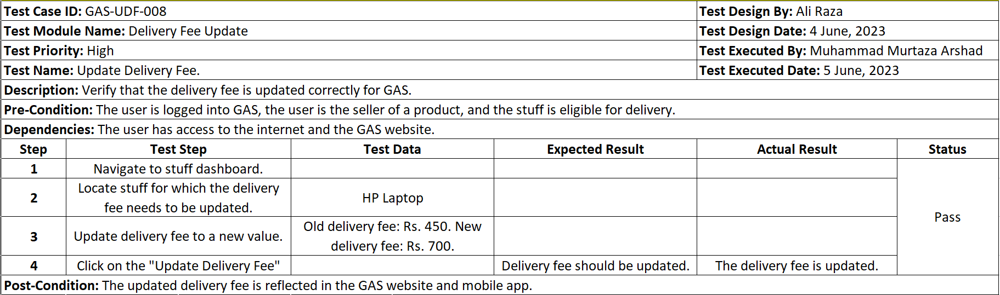 Test Case ID: GAS-UDF-008 Test Design By: Ali Raza
Test Module Name: Delivery Fee Update Test Design Date: 4 June, 2023
Test Priority: High Test Executed By: Muhammad Murtaza Arshad
Test Name: Update Delivery Fee. Test Executed Date: 5 June, 2023
Description: Verify that the delivery fee is updated correctly for GAS.
Pre-Condition: The user is logged into GAS, the user is the seller of a product, and the stuff is eligible for delivery.
Dependencies: The user has access to the internet and the GAS website.
Step Test Step Test Data Expected Result Actual Result Status
1 Navigate to stuff dashboard.
2 Locate stuff for which the delivery
fee needs to be updated. HP Laptop
3 Update delivery fee to a new value. Old delivery fee: Rs. 450. New
delivery fee: Rs. 700.
4 Click on the "Update Delivery Fee" Delivery fee should be updated. The delivery fee is updated.
Pass
Post-Condition: The updated delivery fee is reflected in the GAS website and mobile app.